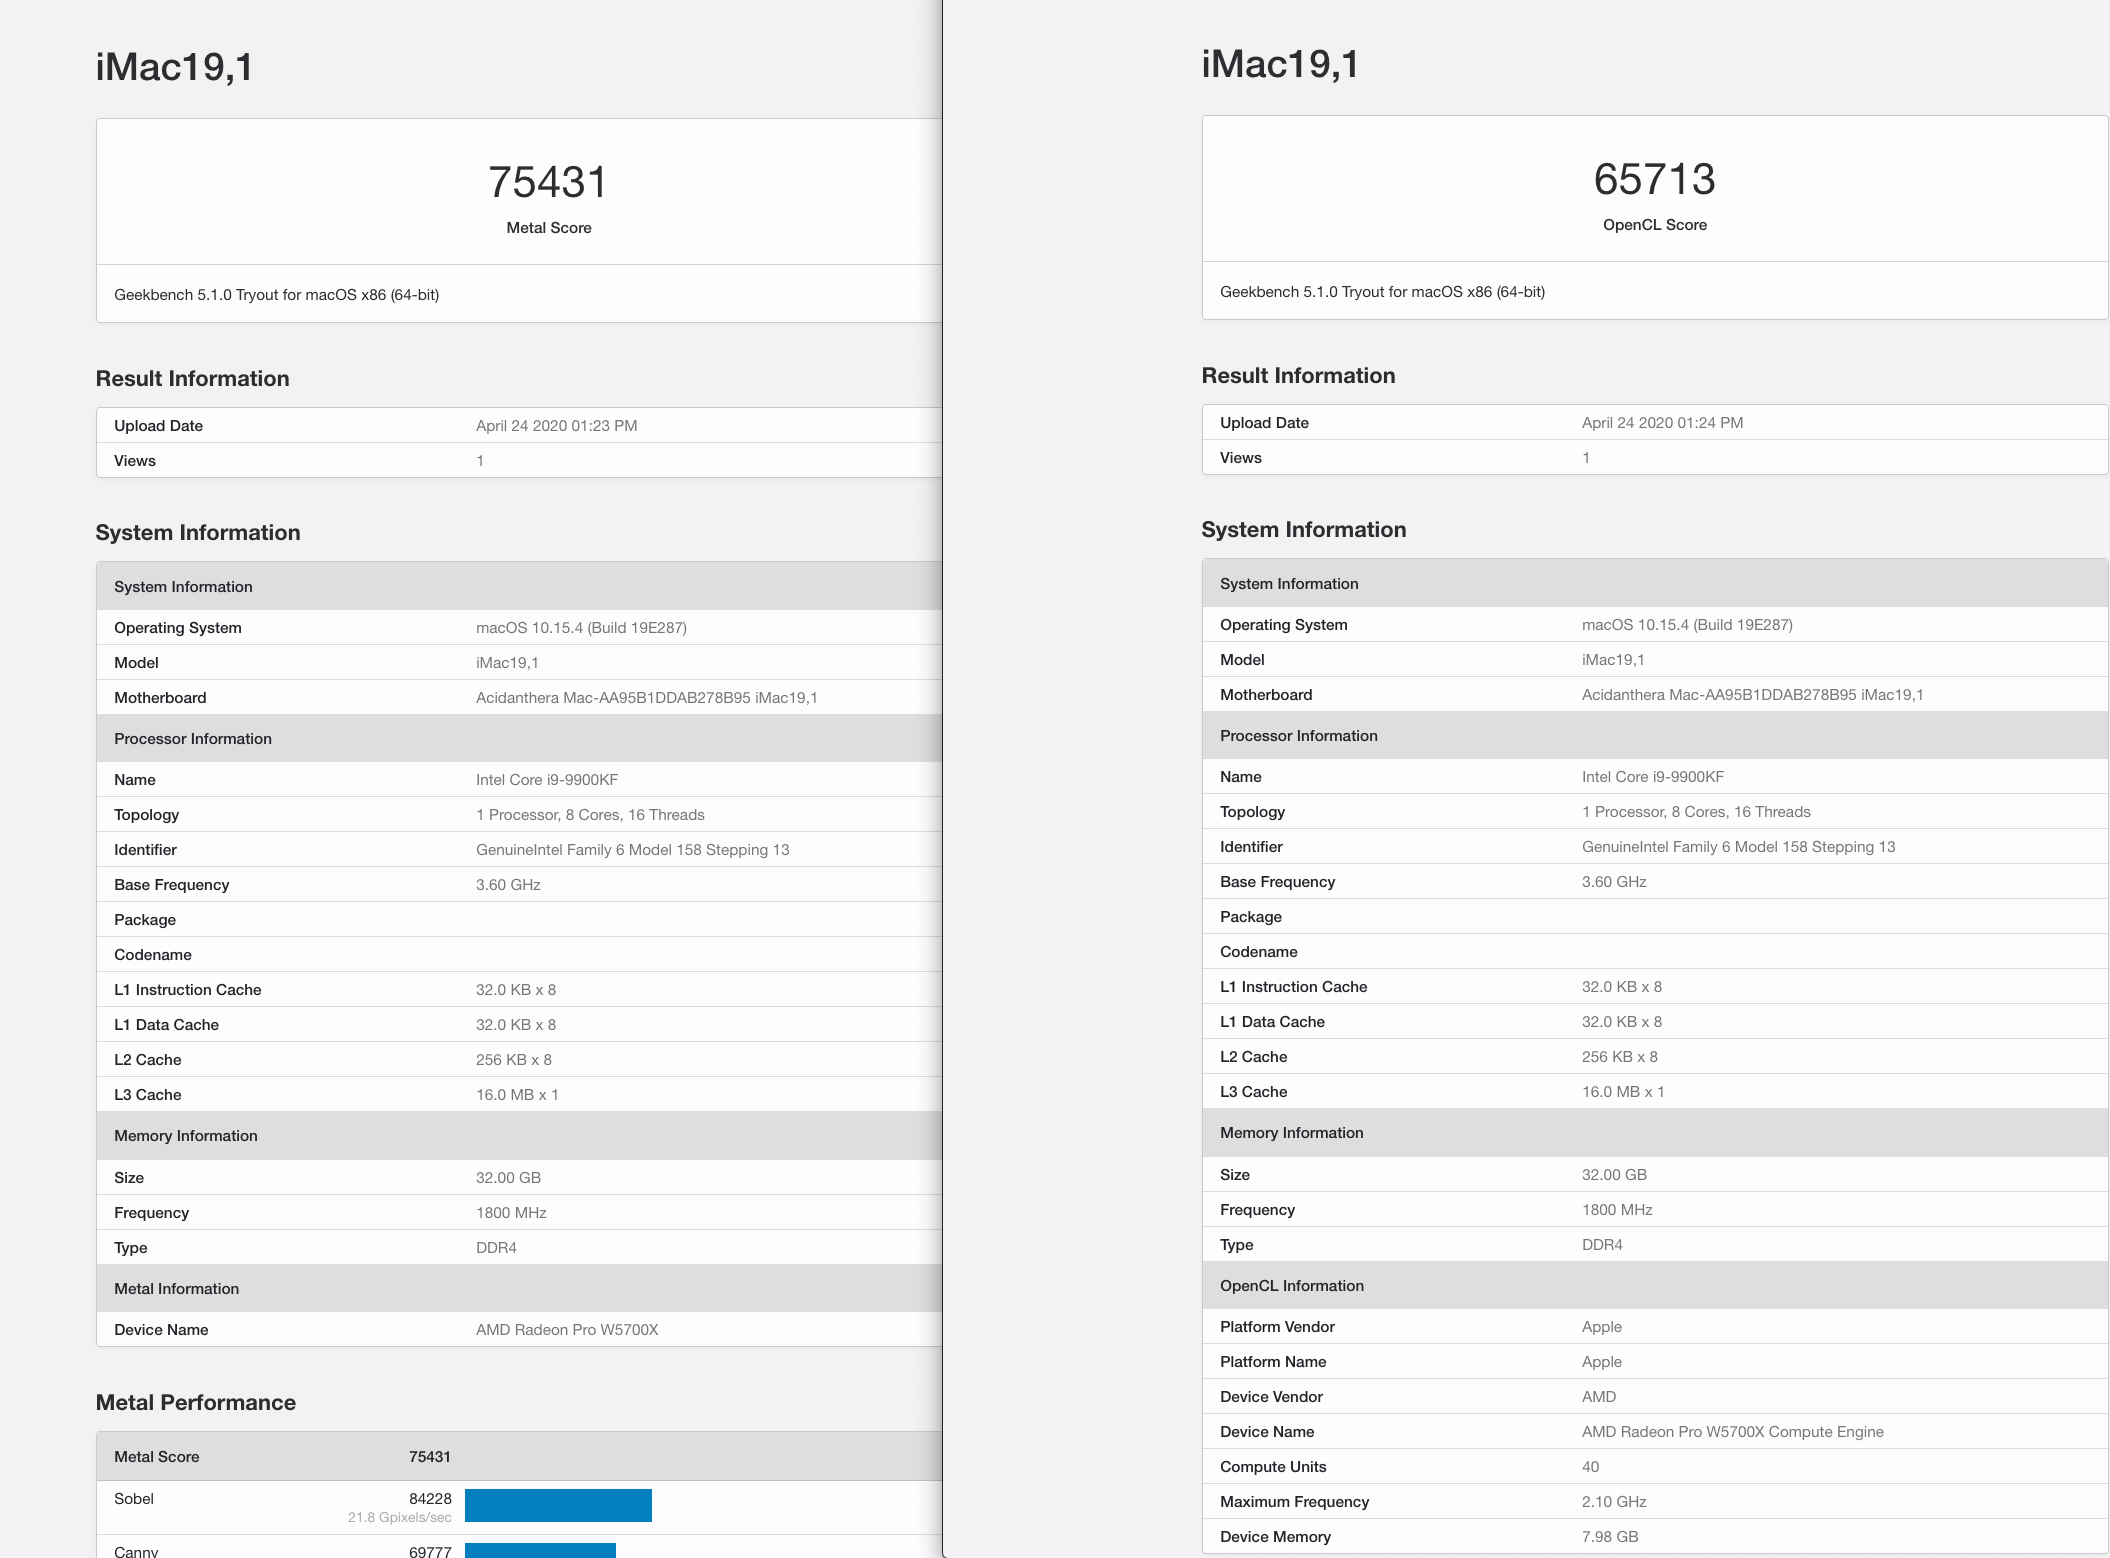 iMac19,1
75431
Metal Score
Geekbench 5.1.0 Tryout for macOS x86 (64-bit)
Result Information
Upload Date April 24 2020 01:23 PM
Views 1
System Information
System Information
Operating System macOS 10.15.4 (Build 19E287)
Model iMac19,1
Motherboard Acidanthera Mac-AA95B1DDAB278B95 iMac19,1
Processor Information
Name Intel Core i9-9900KF
Topology 1 Processor, 8 Cores, 16 Threads
Identifier GenuineIntel Family 6 Model 158 Stepping 13
Base Frequency 3.60 GHz
Package
Codename
L1 Instruction Cache 32.0 KB x 8
L1 Data Cache 32.0 KB x 8
L2 Cache 256 KB x 8
L3 Cache 16.0 MB x 1
Memory Information
Size 32.00 GB
Frequency 1800 MHz
Type DDR4
Metal Information
Device Name AMD Radeon Pro W5700X
Metal Performance
Metal Score 75431
Sobel 84228
21.8 Gpixels/sec
Canny 69777
iMac19,1
65713
OpenCL Score
Geekbench 5.1.0 Tryout for macOS x86 (64-bit)
Result Information
Upload Date April 24 2020 01:24 PM
Views 1
System Information
System Information
Operating System macOS 10.15.4 (Build 19E287)
Model iMac19,1
Motherboard Acidanthera Mac-AA95B1DDAB278B95 iMac19,1
Processor Information
Name Intel Core i9-9900KF
Topology 1 Processor, 8 Cores, 16 Threads
Identifier GenuineIntel Family 6 Model 158 Stepping 13
Base Frequency 3.60 GHz
Package
Codename
L1 Instruction Cache 32.0 KB x 8
L1 Data Cache 32.0 KB x 8
L2 Cache 256 KB x 8
L3 Cache 16.0 MB x 1
Memory Information
Size 32.00 GB
Frequency 1800 MHz
Type DDR4
OpenCL Information
Platform Vendor Apple
Platform Name Apple
Device Vendor AMD
Device Name AMD Radeon Pro W5700X Compute Engine
Compute Units 40
Maximum Frequency 2.10 GHz
Device Memory 7.98 GB